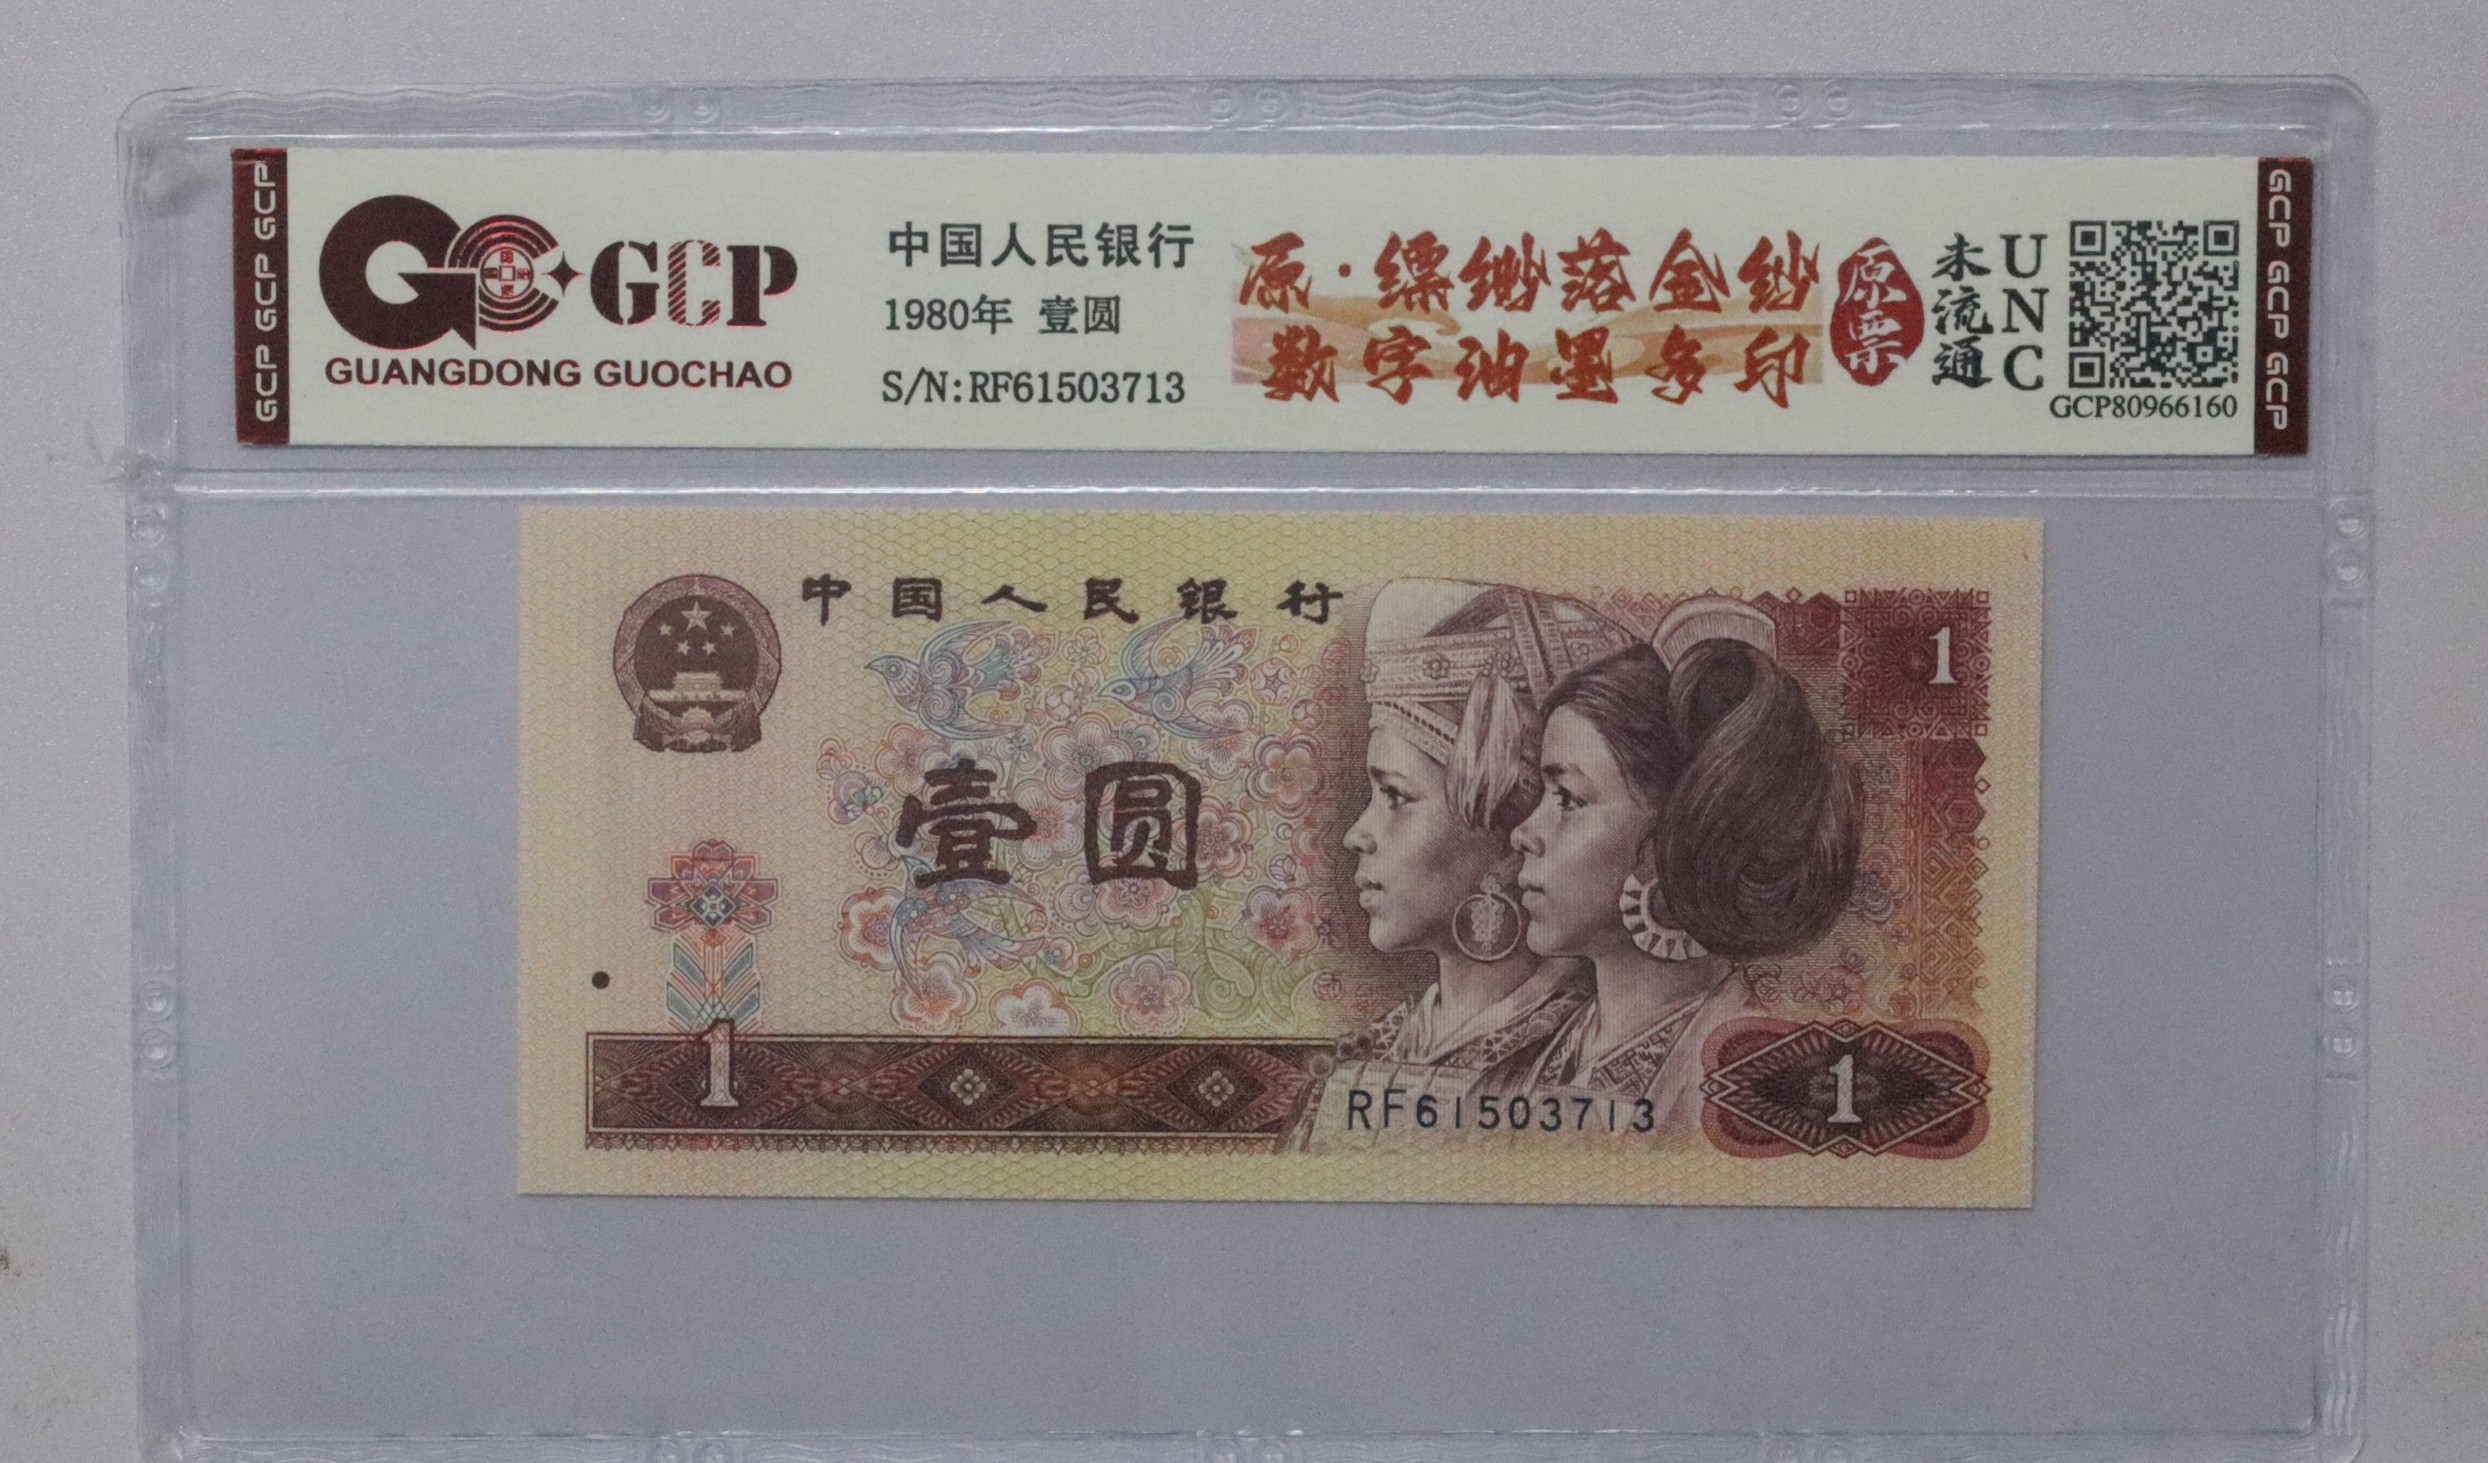 GCP GCP GCP
GCP
GUANGDONG GUOCHAO
中国人民银行
1980年 壹圆
S/N:RF61503713
原·缥缈落金纱
数字油墨多印
原票
未流通
UNC
GCP80966160
GCP GCP GCP
中国人民银行
1
壹圆
1
RF61503713
1